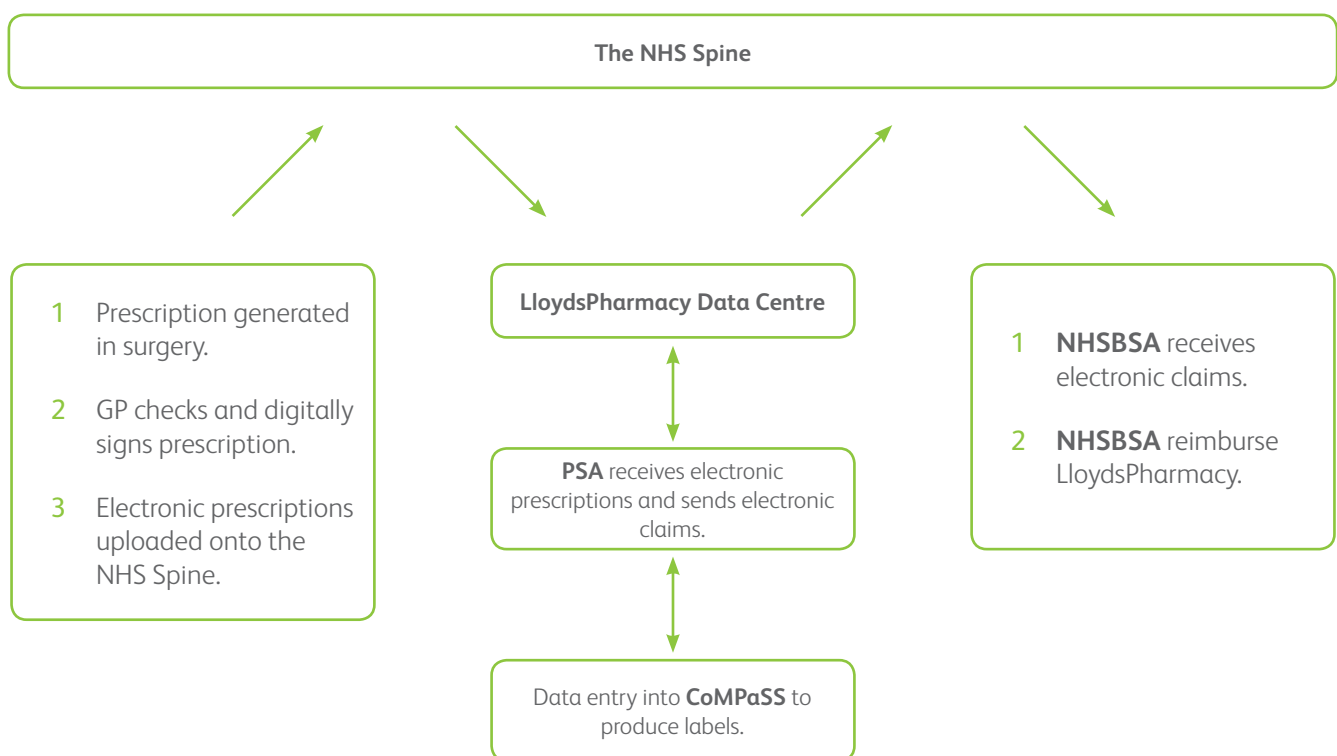 The NHS Spine
1 Prescription generated
in surgery.
2 GP checks and digitally
signs prescription.
3 Electronic prescriptions
uploaded onto the
NHS Spine.
LloydsPharmacy Data Centre
PSA receives electronic
prescriptions and sends electronic
claims.
Data entry into CoMPaSS to
produce labels.
1 NHSBSA receives
electronic claims.
2 NHSBSA reimburse
LloydsPharmacy.